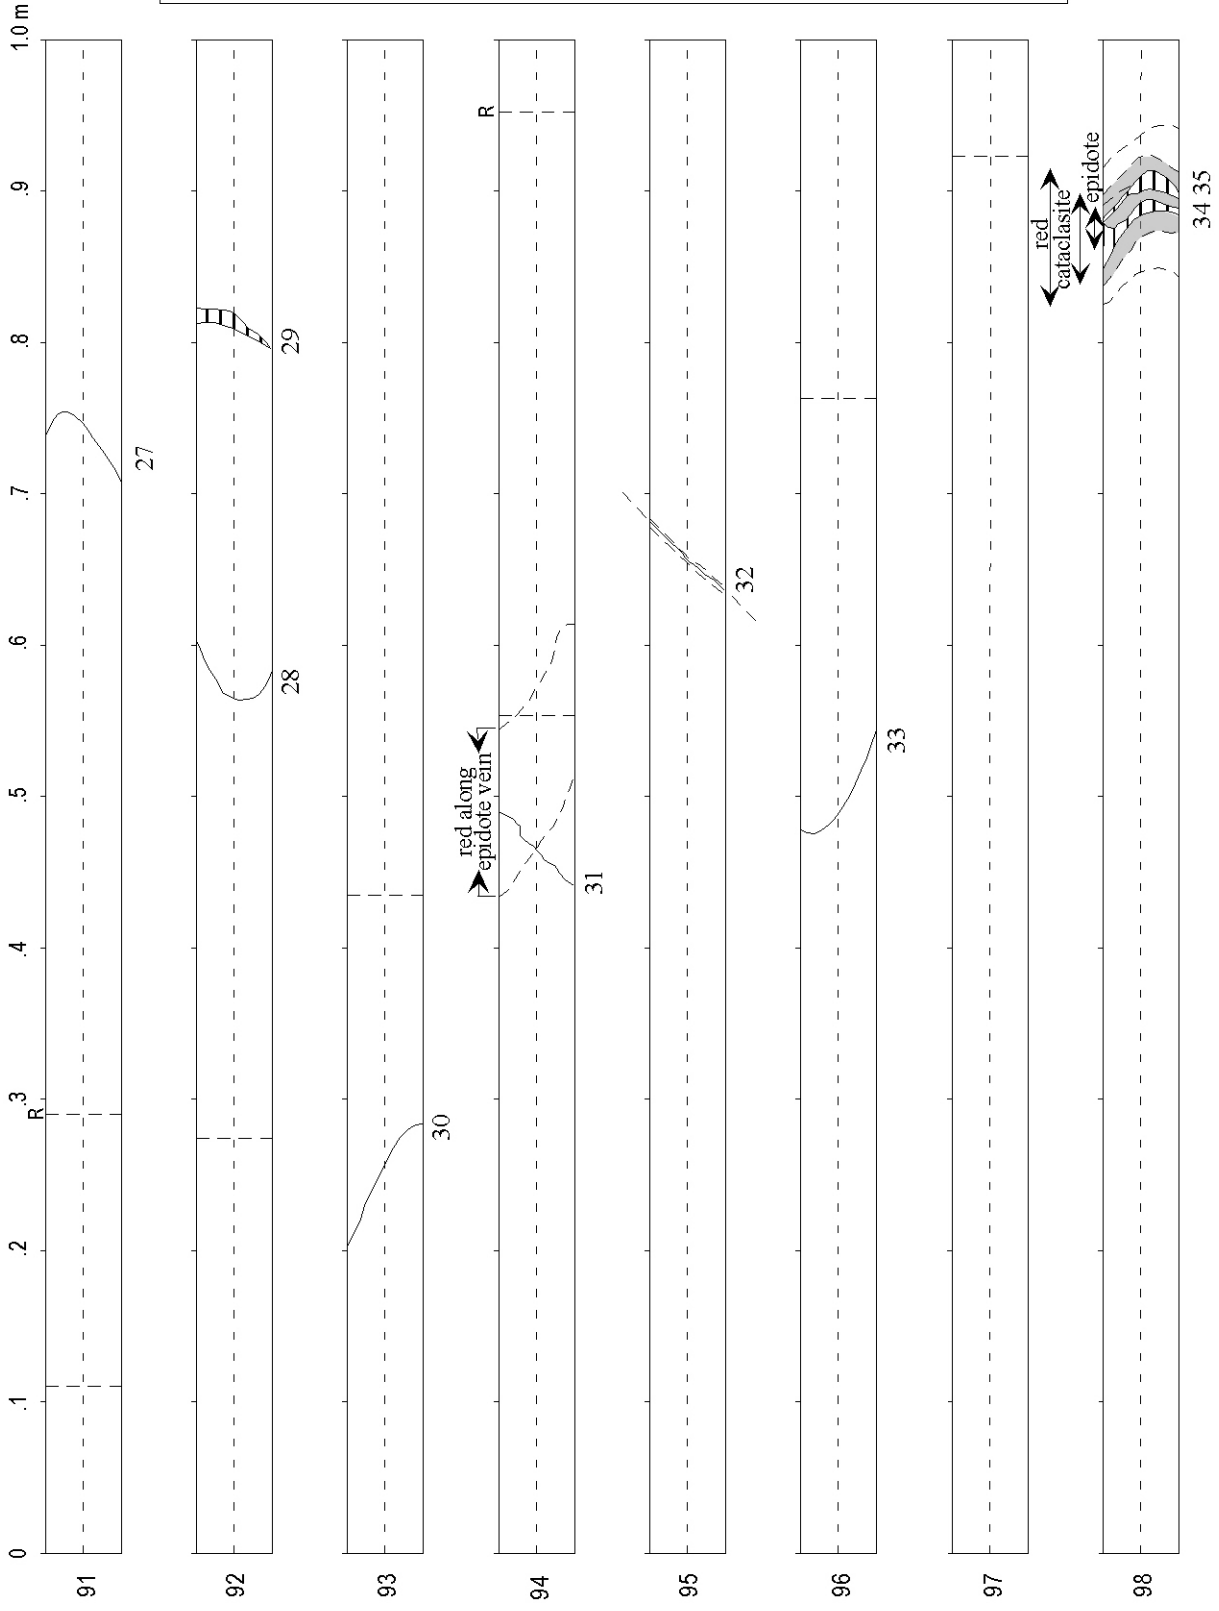 0 .1 .2 .3 .4 .5 .6 .7 .8 .9 1.0 m
91
R
27
92
28
29
93
30
94
red along
epidote vein
R
31
95
32
96
33
97
98
red
cataclasite
epidote
34 35